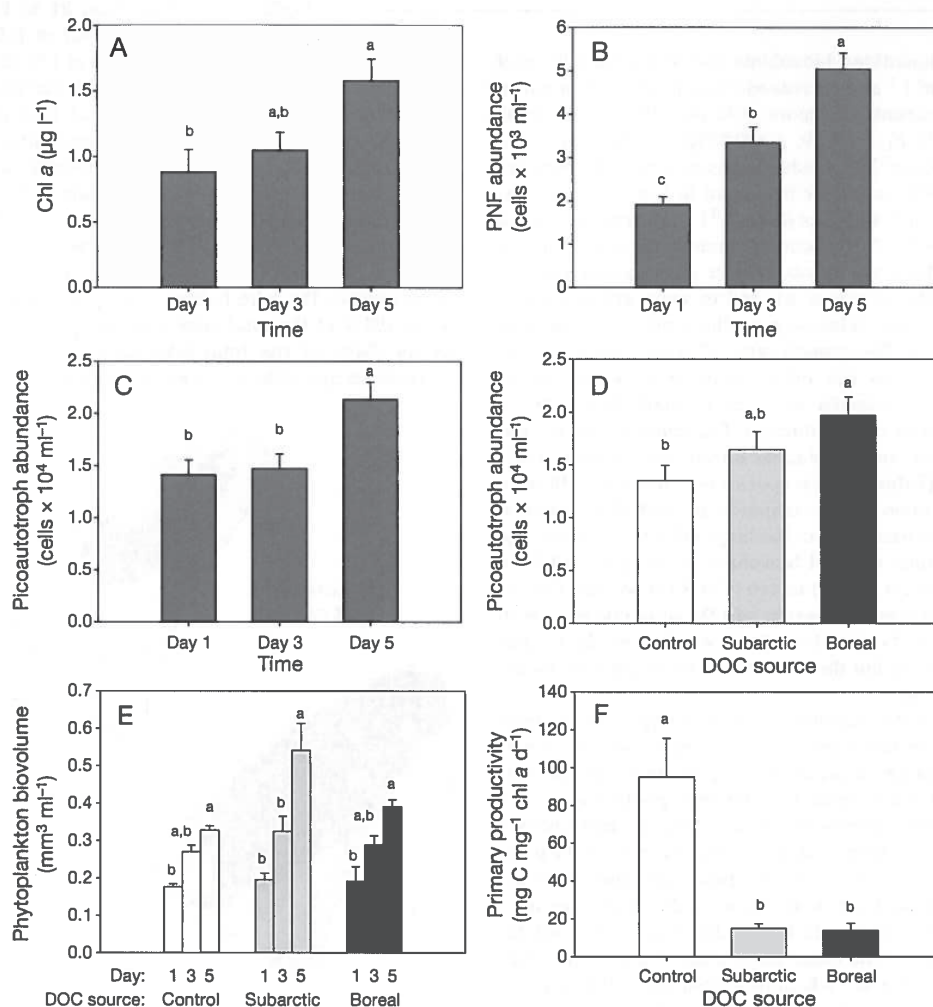 A
Chl a (µg l–1)
2.0
1.5
1.0
0.5
0.0
b
a,b
a
Day 1 Day 3 Day 5
Time
B
PNF abundance
(cells × 10³ ml–1)
6
5
4
3
2
1
0
c
b
a
Day 1 Day 3 Day 5
Time
C
Picoautotroph abundance
(cells × 10⁴ ml–1)
2.5
2.0
1.5
1.0
0.5
0.0
b
b
a
Day 1 Day 3 Day 5
Time
D
Picoautotroph abundance
(cells × 10⁴ ml–1)
2.5
2.0
1.5
1.0
0.5
0.0
b
a,b
a
Control Subarctic Boreal
DOC source
E
Phytoplankton biovolume
(mm³ ml–1)
0.7
0.6
0.5
0.4
0.3
0.2
0.1
0.0
b
a,b
a
b
b
a
b
a,b
a
Day: 1 3 5 1 3 5 1 3 5
DOC source: Control Subarctic Boreal
F
Primary productivity
(mg C mg–1 chl a d–1)
140
120
100
80
60
40
20
0
a
b
b
Control Subarctic Boreal
DOC source